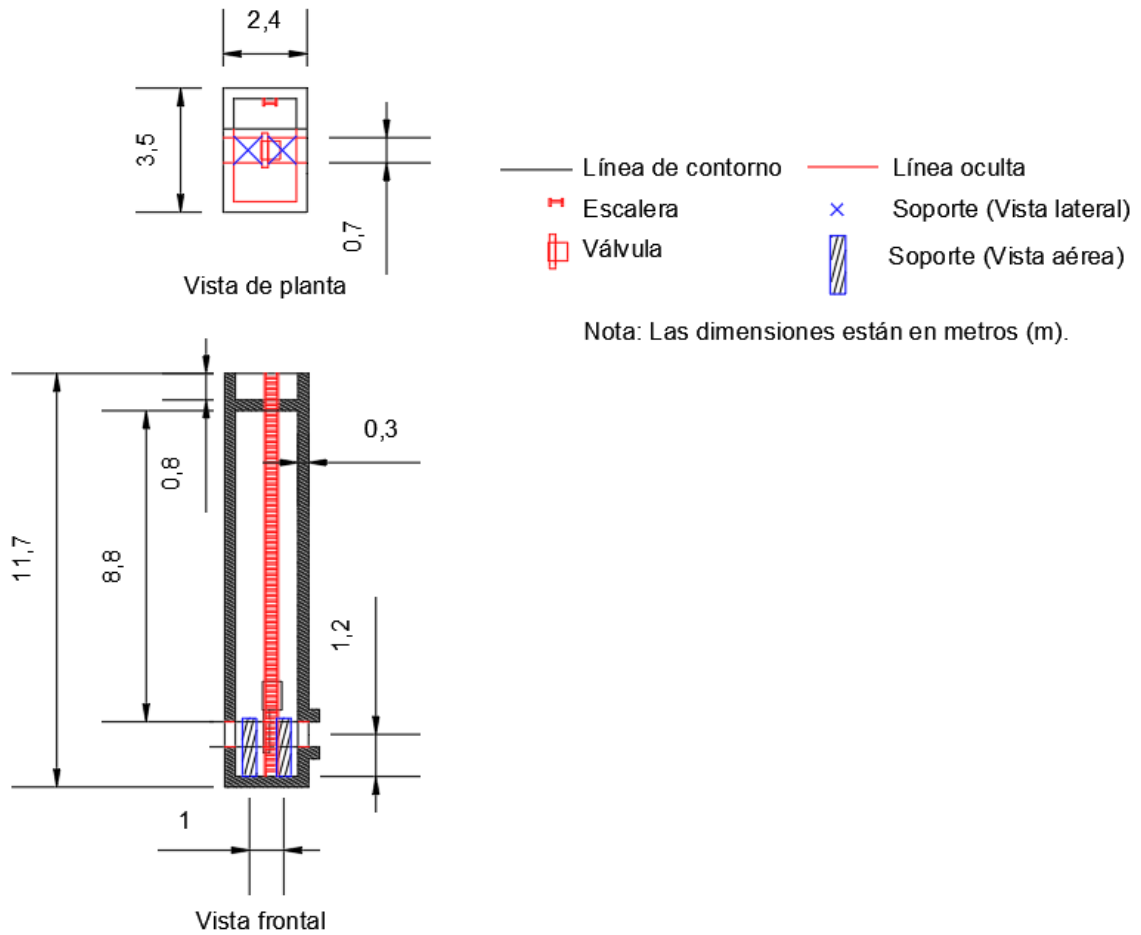 2,4
3,5
0,7
Vista de planta
Línea de contorno
Línea oculta
Escalera
Soporte (Vista lateral)
Válvula
Soporte (Vista aérea)
Nota: Las dimensiones están en metros (m).
0,3
0,8
11,7
8,8
1,2
1
Vista frontal